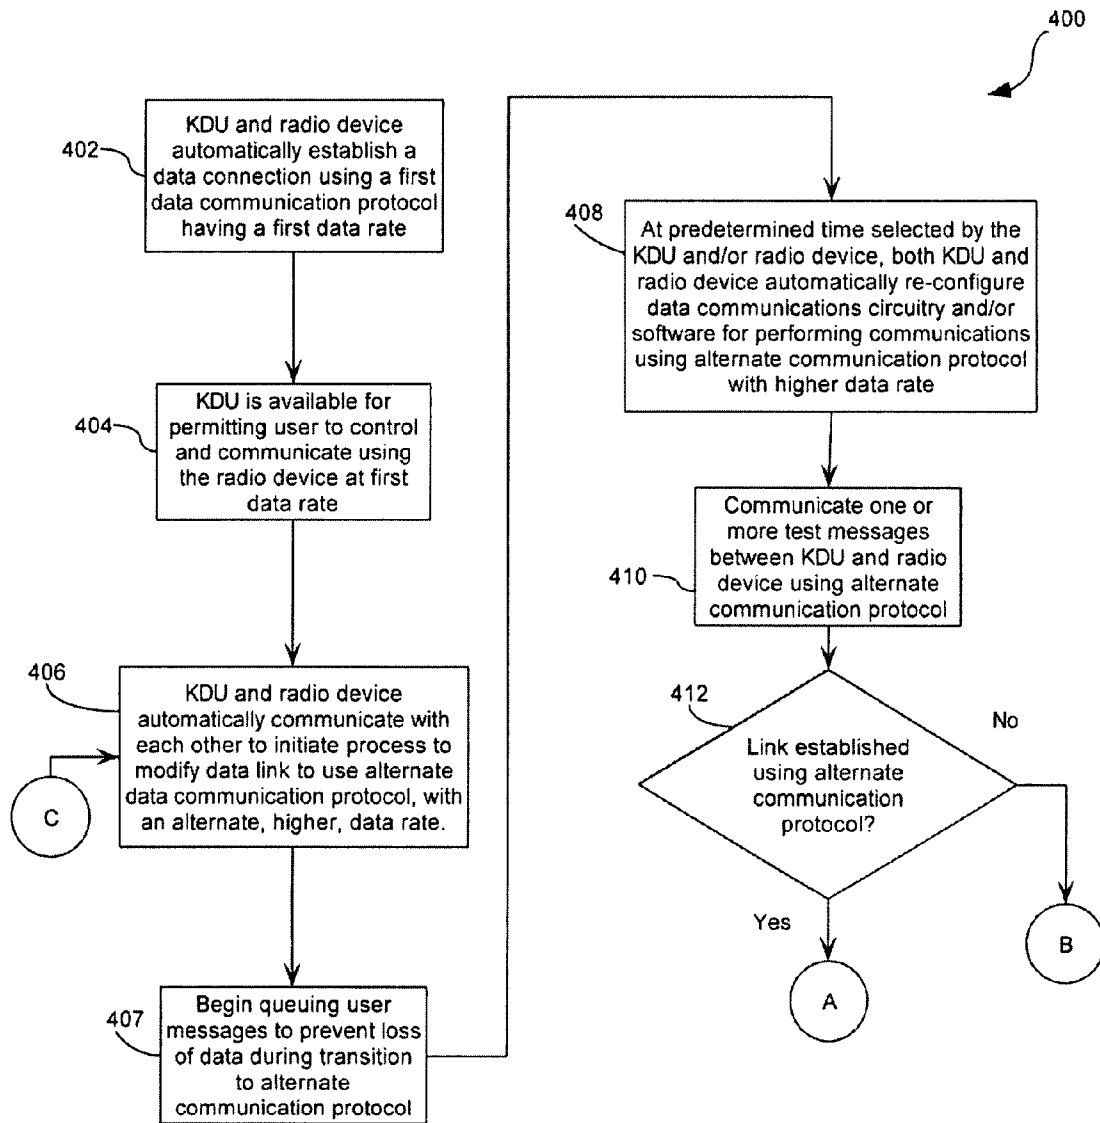 400
402
KDU and radio device
automatically establish a
data connection using a first
data communication protocol
having a first data rate
404
KDU is available for
permitting user to control
and communicate using
the radio device at first
data rate
406
KDU and radio device
automatically communicate with
each other to initiate process to
modify data link to use alternate
data communication protocol, with
an alternate, higher, data rate.
C
407
Begin queuing user
messages to prevent loss
of data during transition
to alternate
communication protocol
408
At predetermined time selected by the
KDU and/or radio device, both KDU and
radio device automatically re-configure
data communications circuitry and/or
software for performing communications
using alternate communication protocol
with higher data rate
410
Communicate one or
more test messages
between KDU and radio
device using alternate
communication protocol
412
Link established
using alternate
communication
protocol?
No
Yes
B
A